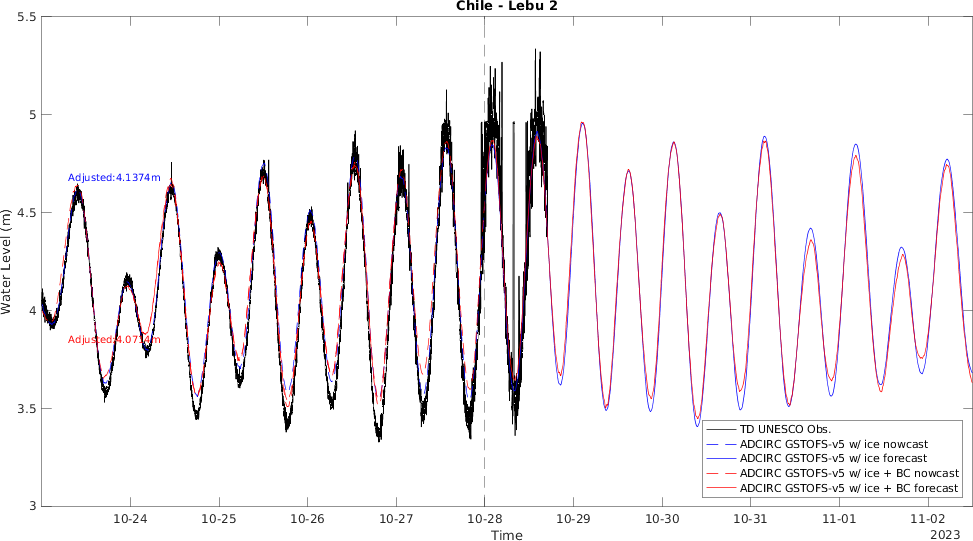 Chile - Lebu 2
5.5
5
4.5
4
3.5
3
Water Level (m)
Adjusted:4.1374m
Adjusted:4.0714m
TD UNESCO Obs.
ADCIRC GSTOFS-v5 w/ ice nowcast
ADCIRC GSTOFS-v5 w/ ice forecast
ADCIRC GSTOFS-v5 w/ ice + BC nowcast
ADCIRC GSTOFS-v5 w/ ice + BC forecast
10-24 10-25 10-26 10-27 10-28 10-29 10-30 10-31 11-01 11-02
Time 2023